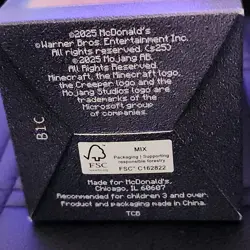 ©2025 McDonald's
©Warner Bros. Entertainment Inc.
All rights reserved. (s25)
© 2025 Mojang AB.
All Rights Reserved.
Minecraft, the Minecraft logo,
the Creeper logo and the
Mojang Studios logo are
trademarks of the
Microsoft group
of companies.
B1C
FSC
MIX
Packaging | Supporting
responsible forestry
FSC® C162822
Made for McDonald's
Chicago, IL 60607
Recommended for children 3 and over.
Product and packaging made in China.
TCB